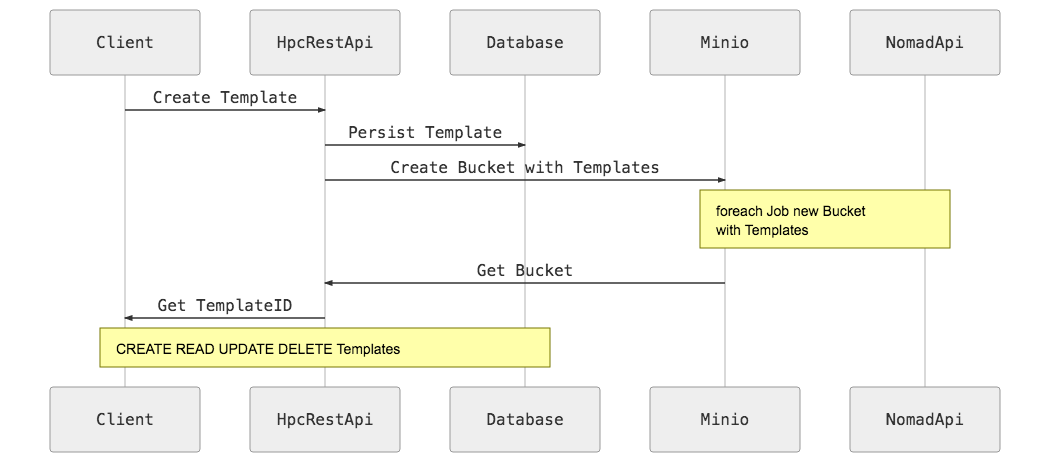 Client
HpcRestApi
Database
Minio
NomadApi
Create Template
Persist Template
Create Bucket with Templates
foreach Job new Bucket
with Templates
Get Bucket
Get TemplateID
CREATE READ UPDATE DELETE Templates
Client
HpcRestApi
Database
Minio
NomadApi